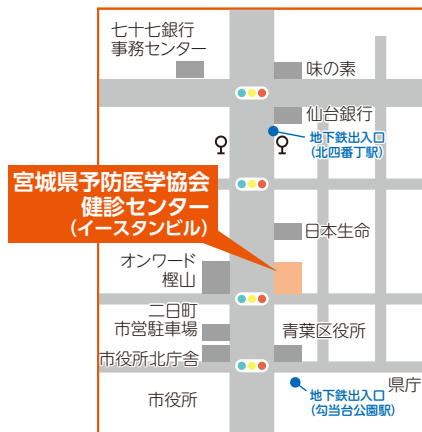 七十七銀行
事務センター
味の素
仙台銀行
地下鉄出入口
(北四番丁駅)
宮城県予防医学協会
健診センター
(イースタンビル)
日本生命
オンワード
樫山
二日町
市営駐車場
青葉区役所
市役所北庁舎
市役所
地下鉄出入口
(勾当台公園駅)
県庁